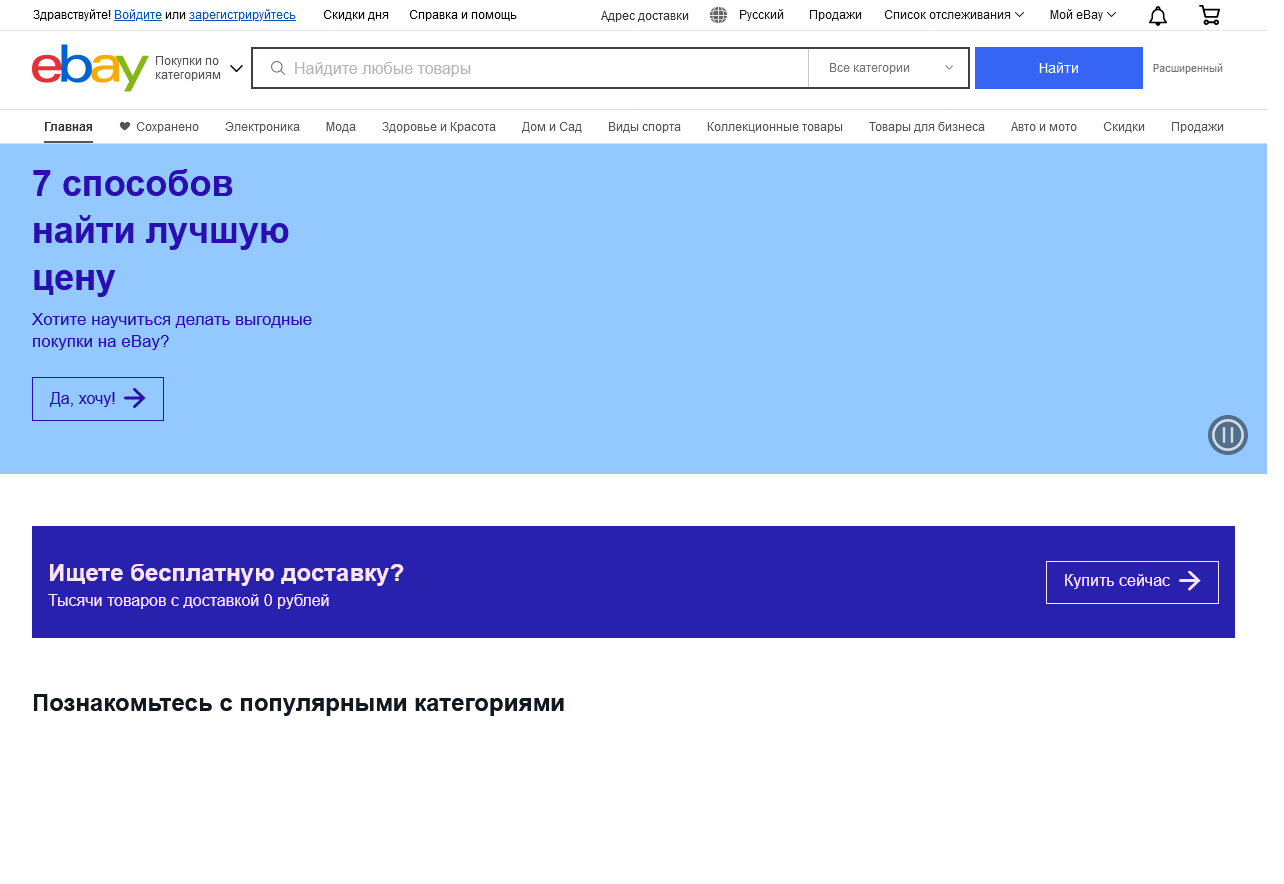 Здравствуйте! Войдите или зарегистрируйтесь Скидки дня Справка и помощь Адрес доставки Русский Продажи Список отслеживания Мой eBay
ebay Покупки по категориям Найдите любые товары Все категории Найти Расширенный
Главная Сохранено Электроника Мода Здоровье и Красота Дом и Сад Виды спорта Коллекционные товары Товары для бизнеса Авто и мото Скидки Продажи
7 способов
найти лучшую
цену
Хотите научиться делать выгодные
покупки на eBay?
Да, хочу!
Ищете бесплатную доставку?
Тысячи товаров с доставкой 0 рублей
Купить сейчас
Познакомьтесь с популярными категориями